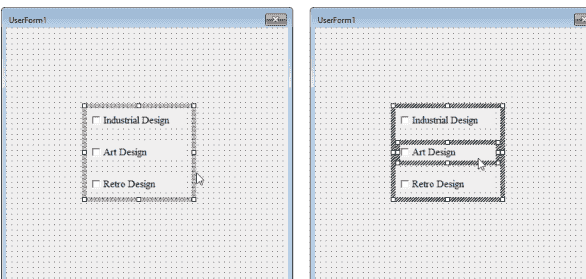 UserForm1
Industrial Design
Art Design
Retro Design
UserForm1
Industrial Design
Art Design
Retro Design